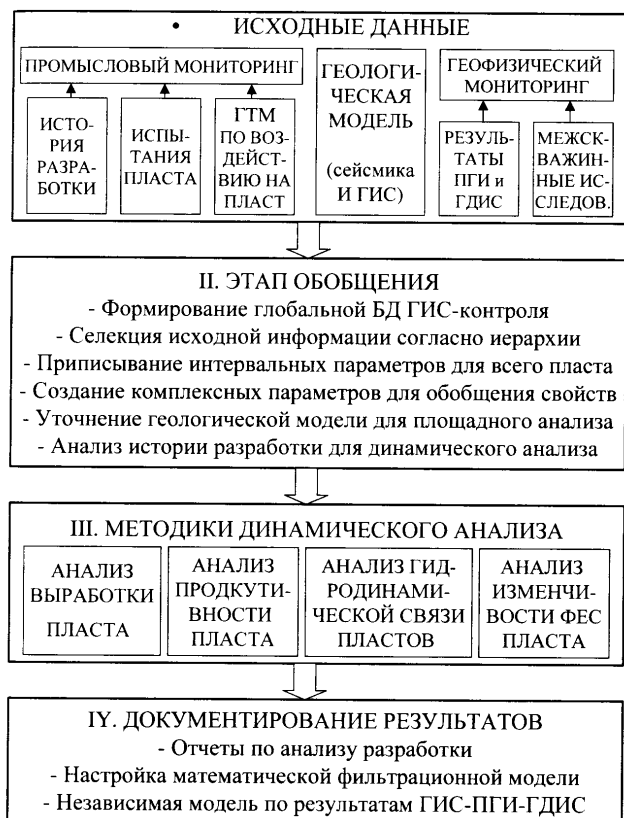 • ИСХОДНЫЕ ДАННЫЕ
ПРОМЫСЛОВЫЙ МОНИТОРИНГ
ИСТО-
РИЯ
РАЗРА-
БОТКИ
ИСПЫ-
ТАНИЯ
ПЛАСТА
ГТМ
ПО ВОЗ-
ДЕЙСТ-
ВИЮ НА
ПЛАСТ
ГЕОЛОГИ-
ЧЕСКАЯ
МОДЕЛЬ
(сейсмика
И ГИС)
ГЕОФИЗИЧЕСКИЙ
МОНИТОРИНГ
РЕЗУЛЬ-
ТАТЫ
ПГИ и
ГДИС
МЕЖСК-
ВАЖИН-
НЫЕ ИС-
СЛЕДОВ.
II. ЭТАП ОБОБЩЕНИЯ
- Формирование глобальной БД ГИС-контроля
- Селекция исходной информации согласно иерархии
- Приписывание интервальных параметров для всего пласта
- Создание комплексных параметров для обобщения свойств
- Уточнение геологической модели для площадного анализа
- Анализ истории разработки для динамического анализа
III. МЕТОДИКИ ДИНАМИЧЕСКОГО АНАЛИЗА
АНАЛИЗ
ВЫРАБОТКИ
ПЛАСТА
АНАЛИЗ
ПРОДКУТИ-
ВНОСТИ
ПЛАСТА
АНАЛИЗ ГИД-
РОДИНАМИ-
ЧЕСКОЙ СВЯЗИ
ПЛАСТОВ
АНАЛИЗ
ИЗМЕНЧИ-
ВОСТИ ФЕС
ПЛАСТА
IY. ДОКУМЕНТИРОВАНИЕ РЕЗУЛЬТАТОВ
- Отчеты по анализу разработки
- Настройка математической фильтрационной модели
- Независимая модель по результатам ГИС-ПГИ-ГДИС